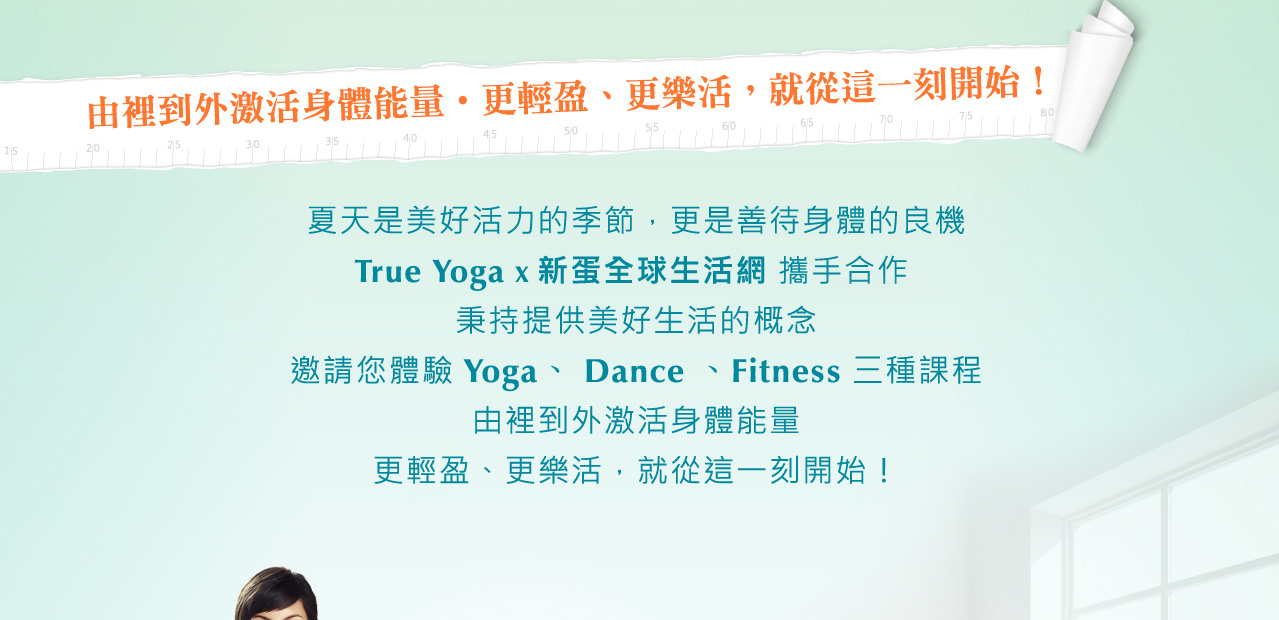 由裡到外激活身體能量・更輕盈、更樂活，就從這一刻開始！
15 20 25 30 35 40 45 50 55 60 65 70 75 80
夏天是美好活力的季節，更是善待身體的良機
True Yoga x 新蛋全球生活網 攜手合作
秉持提供美好生活的概念
邀請您體驗 Yoga、 Dance 、Fitness 三種課程
由裡到外激活身體能量
更輕盈、更樂活，就從這一刻開始！